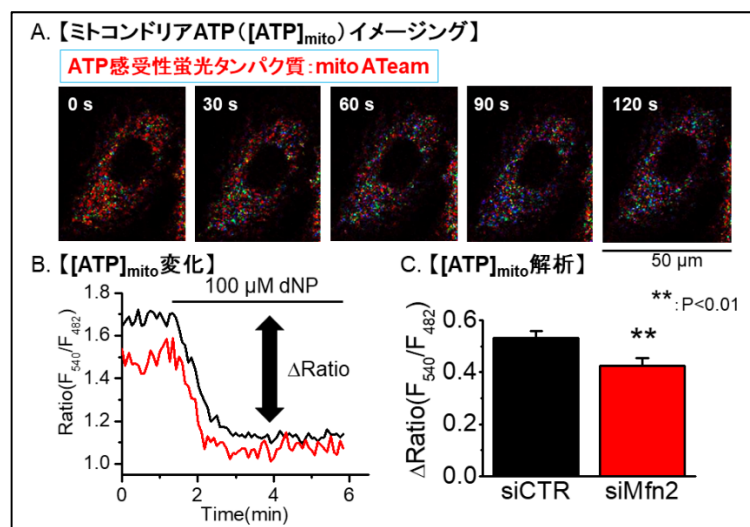 A. 【ミトコンドリアATP([ATP]mito)イメージング】
ATP感受性蛍光タンパク質:mito ATeam
0 s
30 s
60 s
90 s
120 s
50 μm
B. 【[ATP]mito変化】
100 μM dNP
Ratio(F540/F482)
1.8
1.6
1.4
1.2
1.0
ΔRatio
0 2 4 6
Time(min)
C. 【[ATP]mito解析】
**:P<0.01
ΔRatio(F540/F482)
0.6
0.4
0.2
0.0
**
siCTR siMfn2